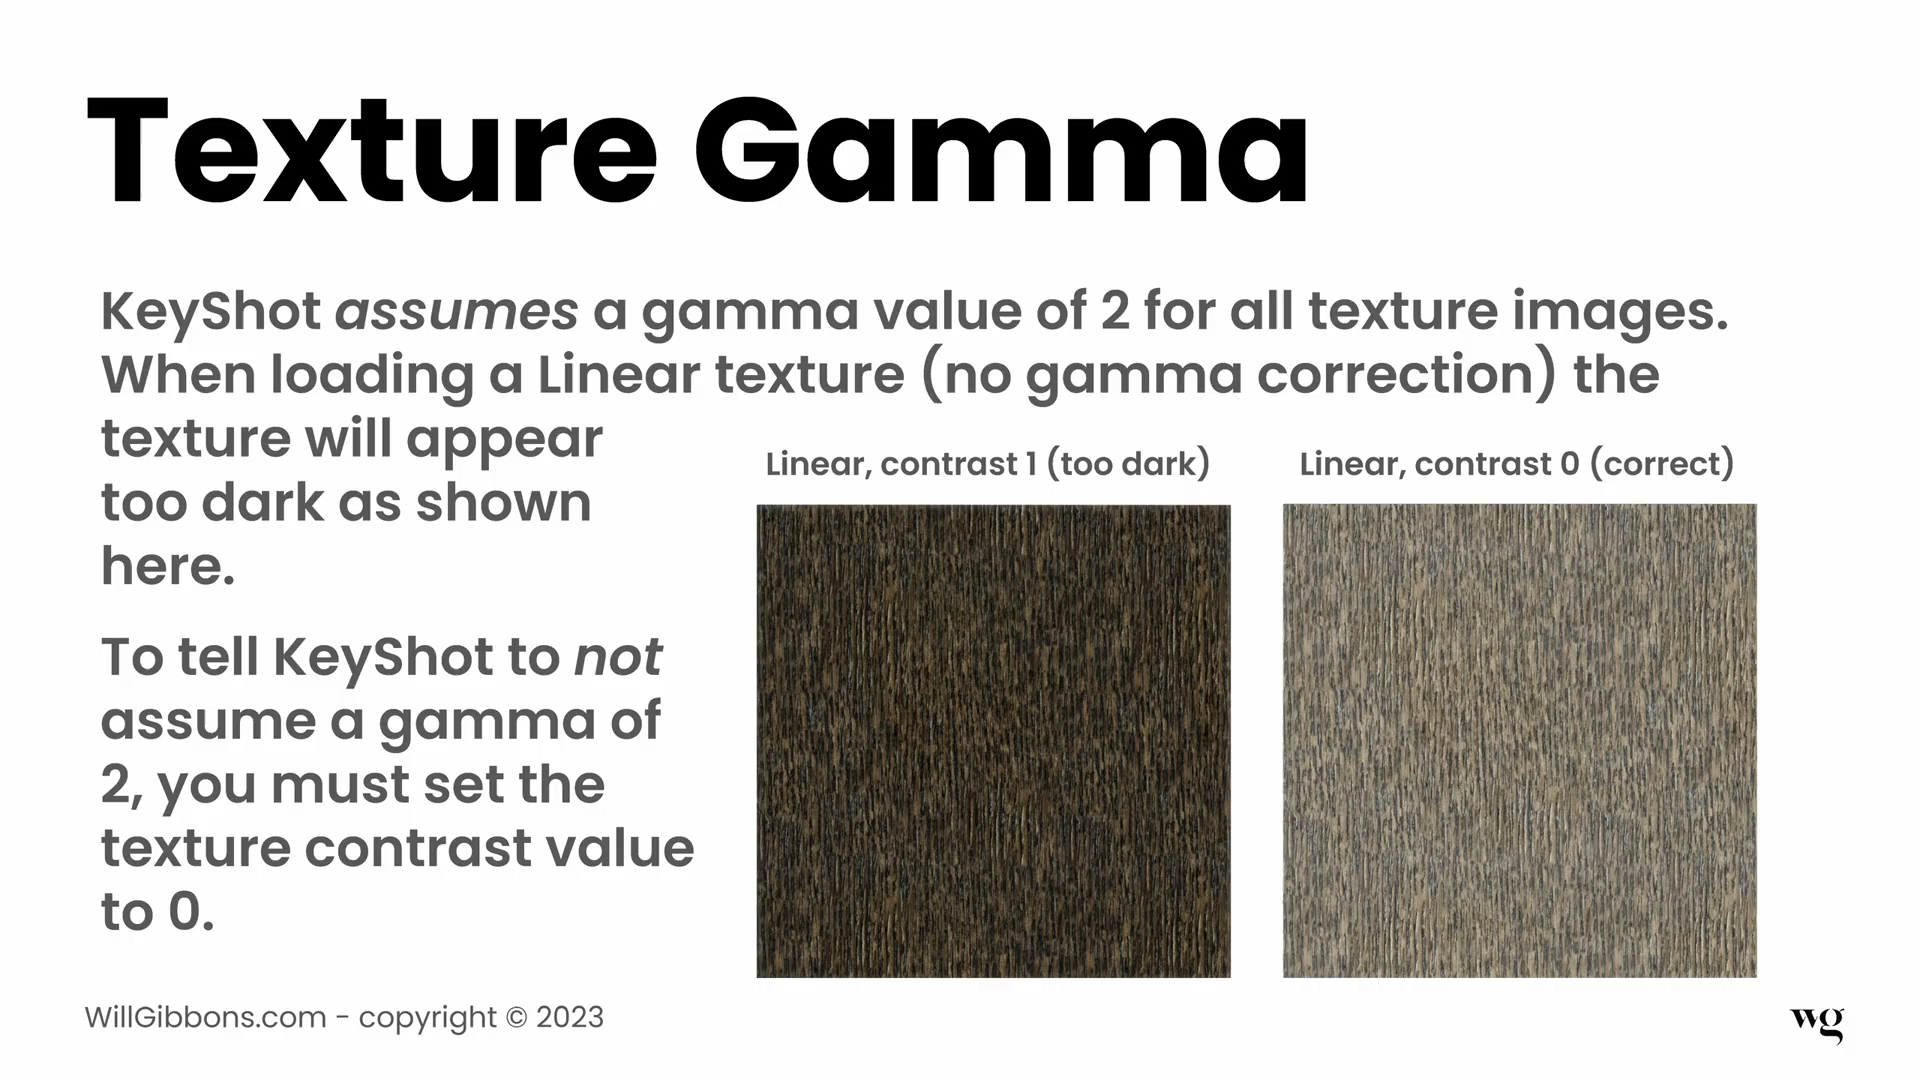 Texture Gamma
KeyShot assumes a gamma value of 2 for all texture images.
When loading a Linear texture (no gamma correction) the
texture will appear
too dark as shown
here.
To tell KeyShot to not
assume a gamma of
2, you must set the
texture contrast value
to 0.
Linear, contrast 1 (too dark)
Linear, contrast 0 (correct)
WillGibbons.com - copyright © 2023
wg